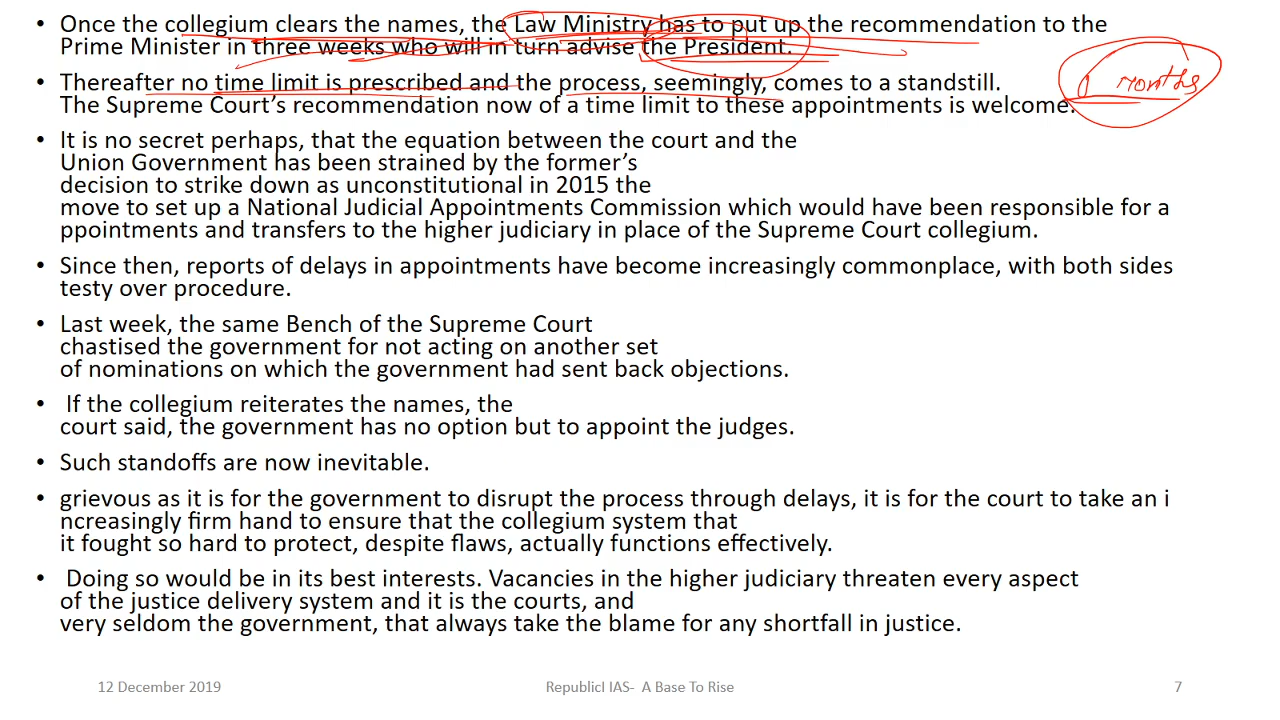 • Once the collegium clears the names, the Law Ministry has to put up the recommendation to the
Prime Minister in three weeks who will in turn advise the President.
• Thereafter no time limit is prescribed and the process, seemingly, comes to a standstill.
months
The Supreme Court's recommendation now of a time limit to these appointments is welcome.
• It is no secret perhaps, that the equation between the court and the
Union Government has been strained by the former's
decision to strike down as unconstitutional in 2015 the
move to set up a National Judicial Appointments Commission which would have been responsible for a
ppointments and transfers to the higher judiciary in place of the Supreme Court collegium.
• Since then, reports of delays in appointments have become increasingly commonplace, with both sides
testy over procedure.
• Last week, the same Bench of the Supreme Court
chastised the government for not acting on another set
of nominations on which the government had sent back objections.
• If the collegium reiterates the names, the
court said, the government has no option but to appoint the judges.
• Such standoffs are now inevitable.
• grievous as it is for the government to disrupt the process through delays, it is for the court to take an i
ncreasingly firm hand to ensure that the collegium system that
it fought so hard to protect, despite flaws, actually functions effectively.
• Doing so would be in its best interests. Vacancies in the higher judiciary threaten every aspect
of the justice delivery system and it is the courts, and
very seldom the government, that always take the blame for any shortfall in justice.
12 December 2019
RepublicI IAS- A Base To Rise
7